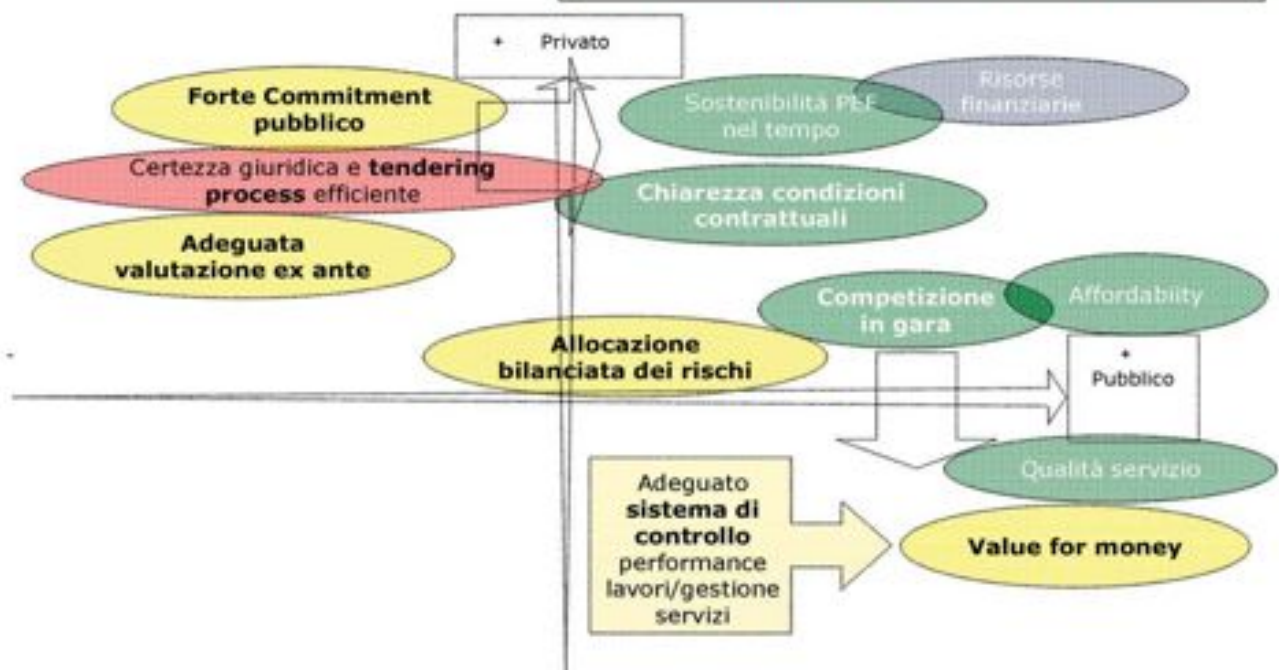 + Privato
Forte Commitment
pubblico
Certezza giuridica e tendering
process efficiente
Adeguata
valutazione ex ante
Sostenibilità PEF
nel tempo
Risorse
finanziarie
Chiarezza condizioni
contrattuali
Competizione
in gara
Affordabiity
Allocazione
bilanciata dei rischi
+
Pubblico
Qualità servizio
Adeguato
sistema di
controllo
performance
lavori/gestione
servizi
Value for money